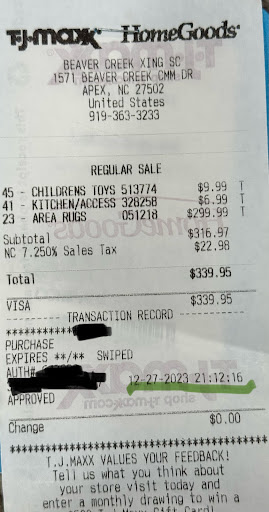 T·J·maxx HomeGoods
BEAVER CREEK XING SC
1571 BEAVER CREEK CMM DR
APEX, NC 27502
United States
919-363-3233
REGULAR SALE
45 - CHILDRENS TOYS 513774 $9.99 T
41 - KITCHEN/ACCESS 328258 $6.99 T
23 - AREA RUGS 051218 $299.99 T
Subtotal $316.97
NC 7.250% Sales Tax $22.98
Total $339.95
VISA $339.95
---------- TRANSACTION RECORD ----------
************
PURCHASE
EXPIRES **/** SWIPED
AUTH#
12-27-2023 21:12:16
APPROVED
Change $0.00
T.J.MAXX VALUES YOUR FEEDBACK!
Tell us what you think about
your store visit today and
enter a monthly drawing to win a
Gift Card!